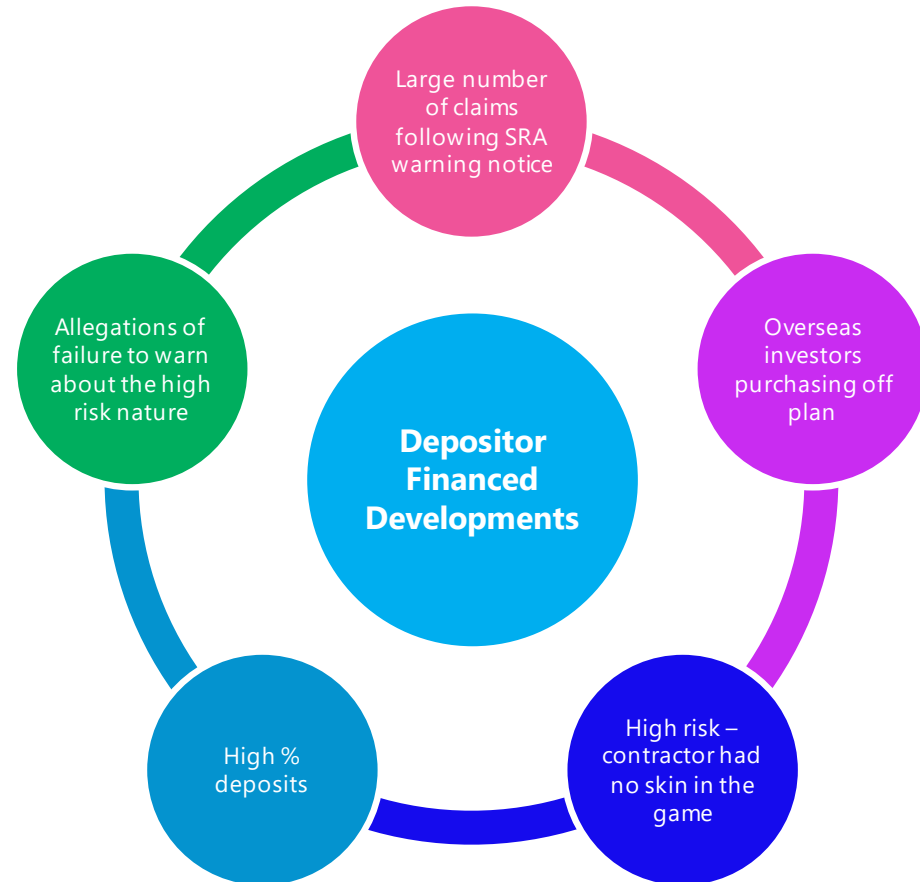 Large number
of claims
following SRA
warning notice
Overseas
investors
purchasing off
plan
High risk –
contractor had
no skin in the
game
High %
deposits
Allegations of
failure to warn
about the high
risk nature
Depositor
Financed
Developments